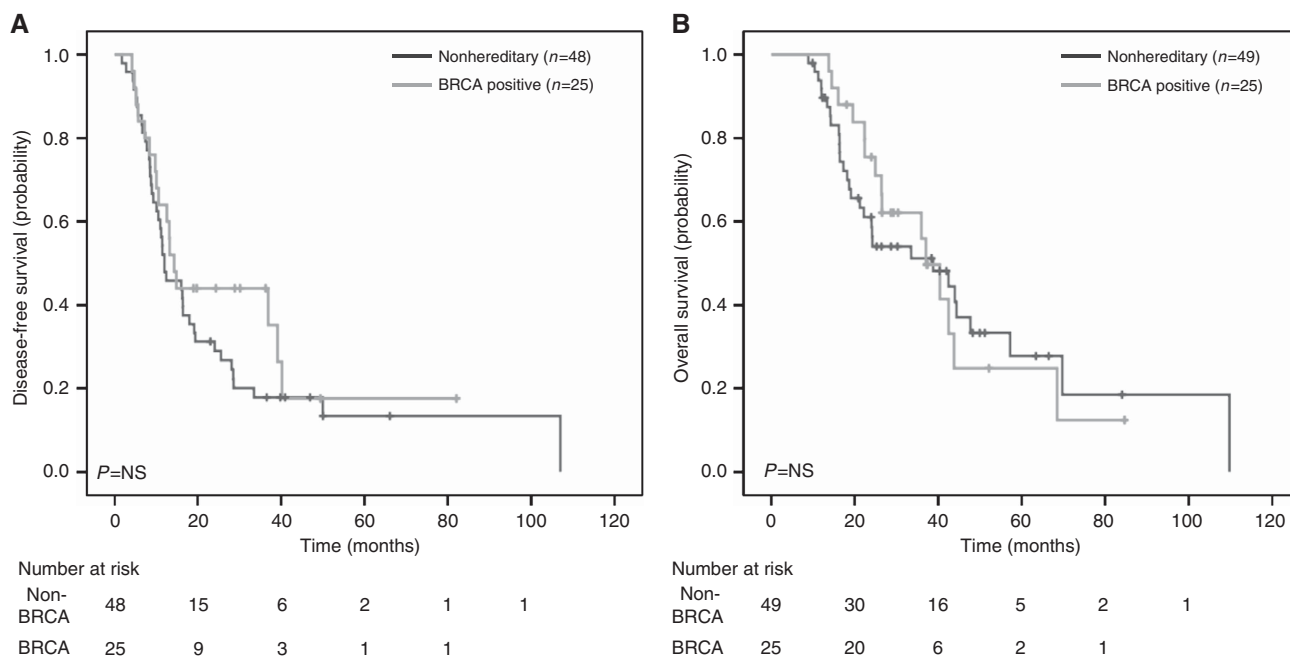 A
Nonhereditary (n=48)
BRCA positive (n=25)
Disease-free survival (probability)
1.0
0.8
0.6
0.4
0.2
0.0
P=NS
0 20 40 60 80 100 120
Time (months)
Number at risk
Non-
BRCA 48 15 6 2 1 1
BRCA 25 9 3 1 1
B
Nonhereditary (n=49)
BRCA positive (n=25)
Overall survival (probability)
1.0
0.8
0.6
0.4
0.2
0.0
P=NS
0 20 40 60 80 100 120
Time (months)
Number at risk
Non-
BRCA 49 30 16 5 2 1
BRCA 25 20 6 2 1